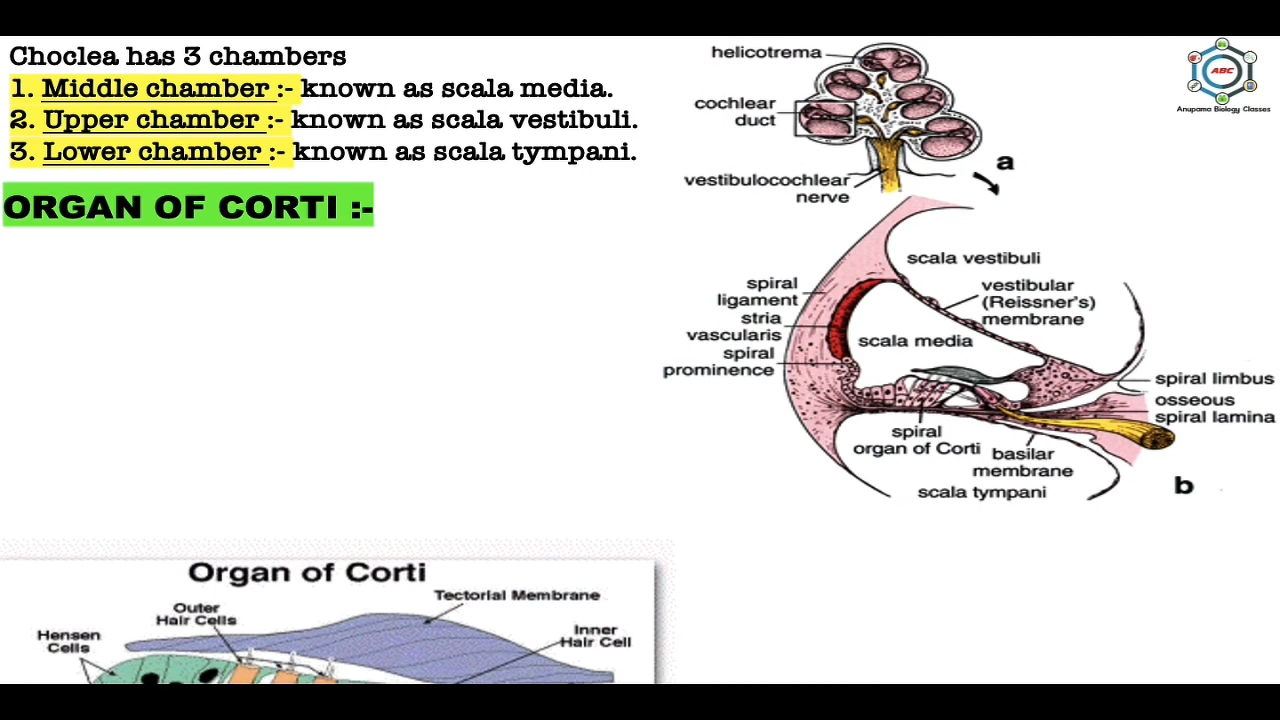 Choclea has 3 chambers
1. Middle chamber :- known as scala media.
2. Upper chamber :- known as scala vestibuli.
3. Lower chamber :- known as scala tympani.
ORGAN OF CORTI :-
helicotrema
cochlear
duct
vestibulocochlear
nerve
a
ABC
Anupama Biology Classes
scala vestibuli
spiral
ligament
stria
vascularis
spiral
prominence
vestibular
(Reissner's)
membrane
scala media
spiral limbus
osseous
spiral lamina
spiral
organ of Corti
basilar
membrane
scala tympani
b
Organ of Corti
Tectorial Membrane
Outer
Hair Cells
Inner
Hair Cell
Hensen
Cells